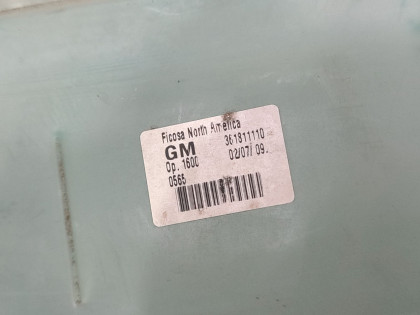 Ficosa North America
GM 361811110
Op. 1600 02/07/09.
0565